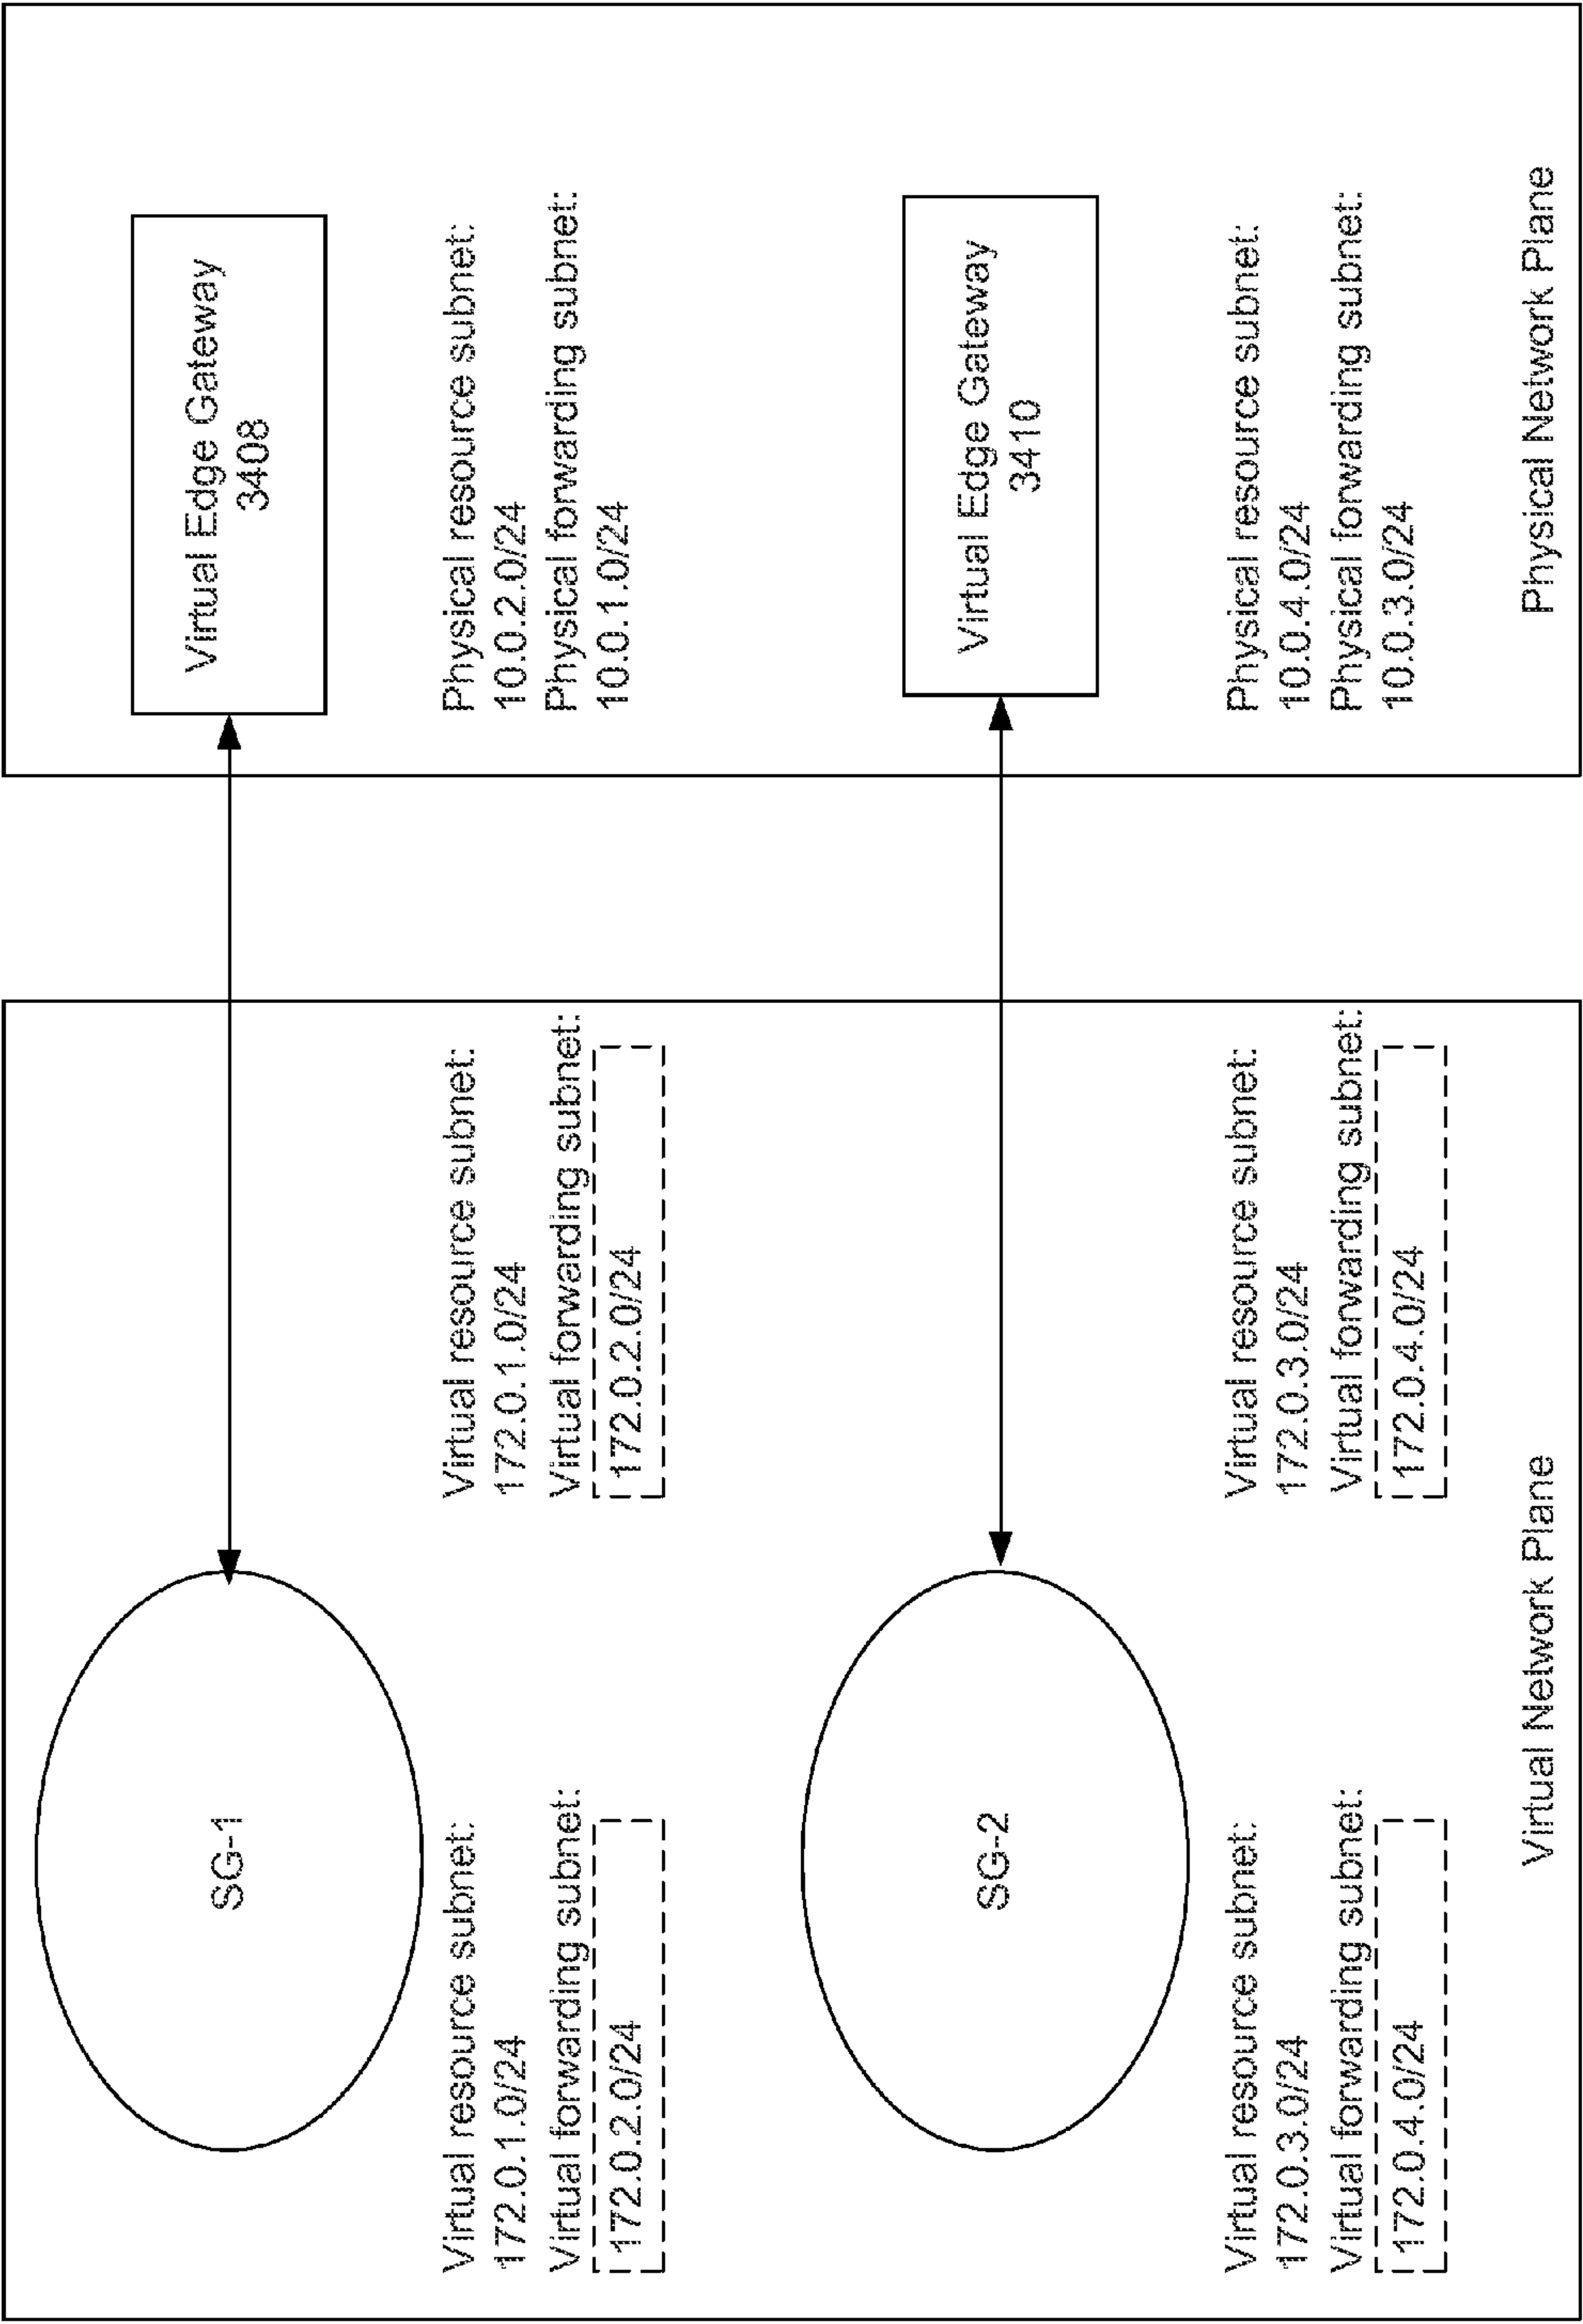 SG-1
Virtual resource subnet:
172.0.1.0/24
Virtual forwarding subnet:
172.0.2.0/24
Virtual resource subnet:
172.0.1.0/24
Virtual forwarding subnet:
172.0.2.0/24
SG-2
Virtual resource subnet:
172.0.3.0/24
Virtual forwarding subnet:
172.0.4.0/24
Virtual resource subnet:
172.0.3.0/24
Virtual forwarding subnet:
172.0.4.0/24
Virtual Network Plane
Virtual Edge Gateway
3408
Physical resource subnet:
10.0.2.0/24
Physical forwarding subnet:
10.0.1.0/24
Virtual Edge Gateway
3410
Physical resource subnet:
10.0.4.0/24
Physical forwarding subnet:
10.0.3.0/24
Physical Network Plane